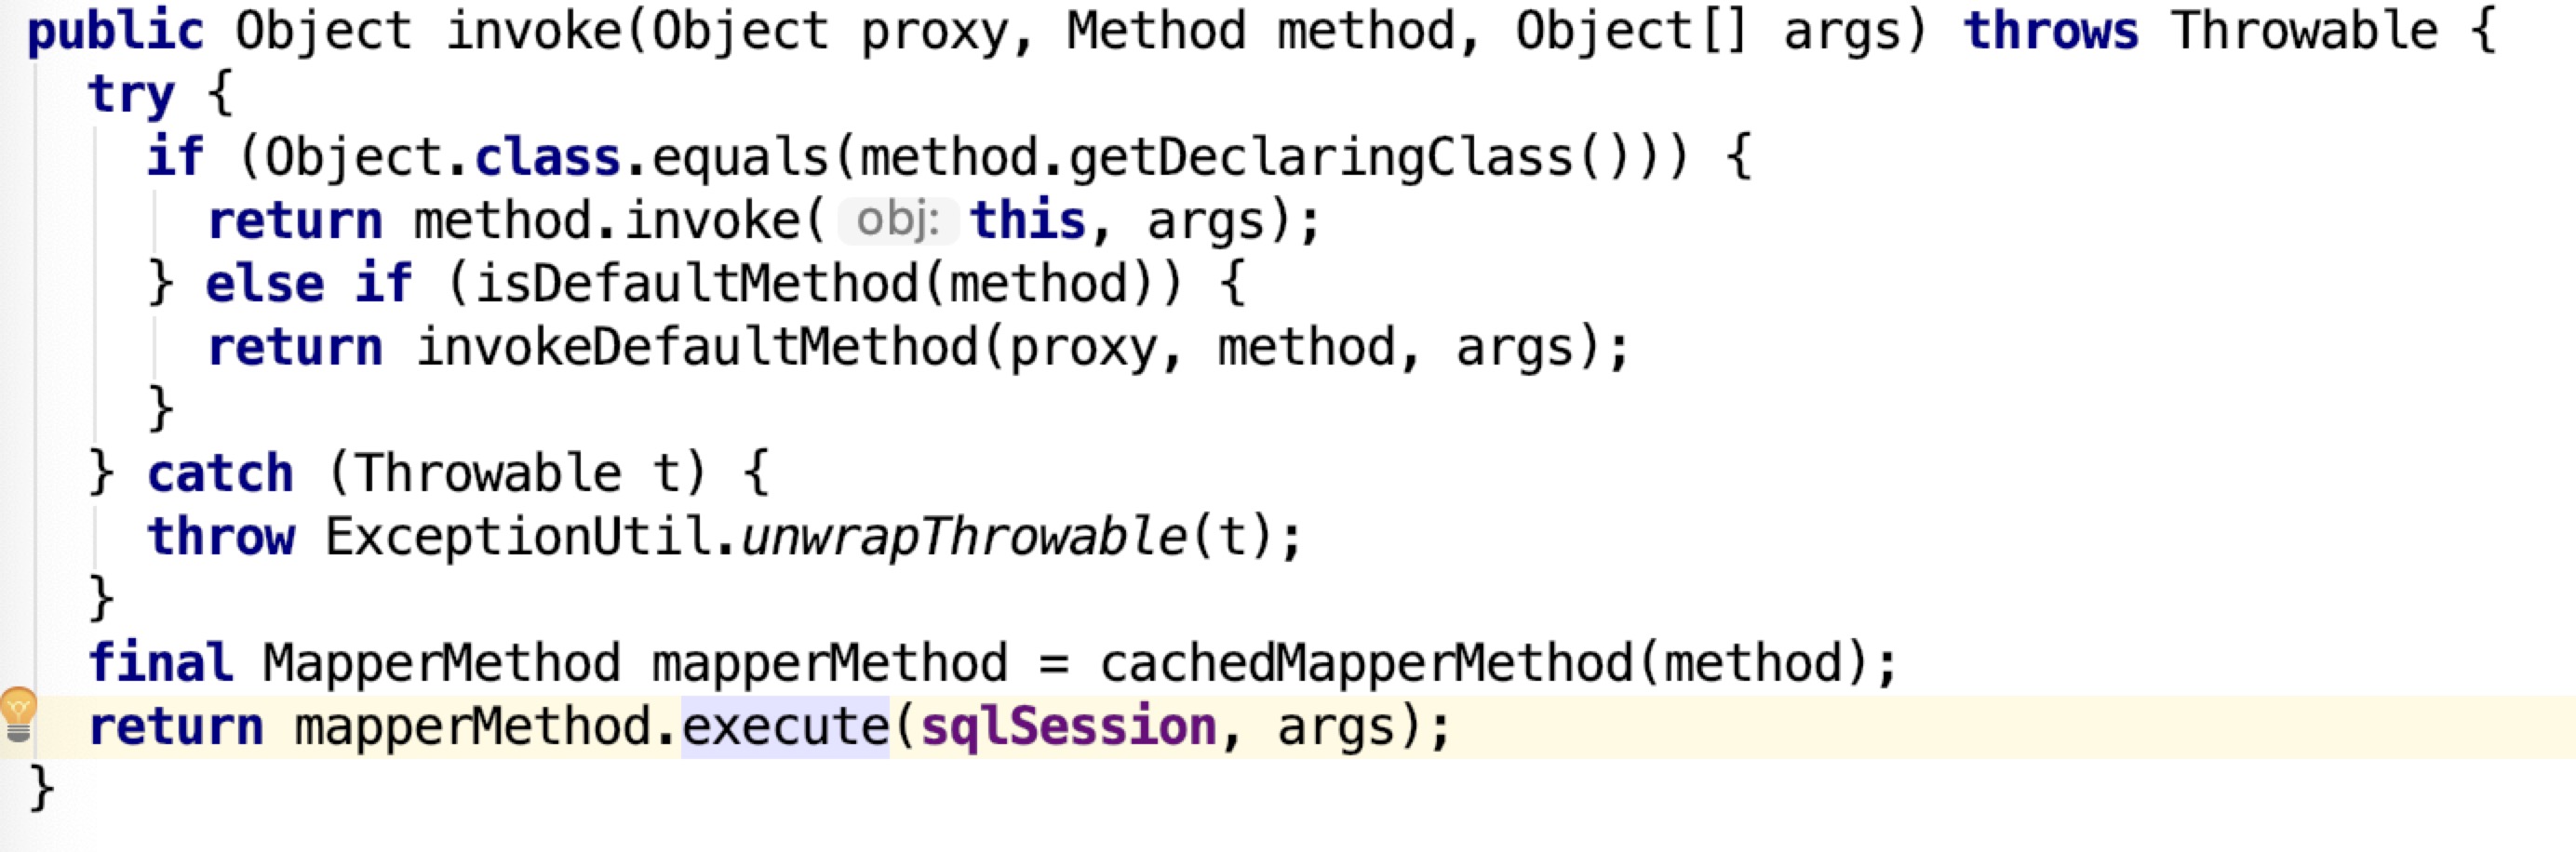 public Object invoke(Object proxy, Method method, Object[] args) throws Throwable {
try {
if (Object.class.equals(method.getDeclaringClass())) {
return method.invoke( obj: this, args);
} else if (isDefaultMethod(method)) {
return invokeDefaultMethod(proxy, method, args);
}
} catch (Throwable t) {
throw ExceptionUtil.unwrapThrowable(t);
}
final MapperMethod mapperMethod = cachedMapperMethod(method);
return mapperMethod.execute(sqlSession, args);
}